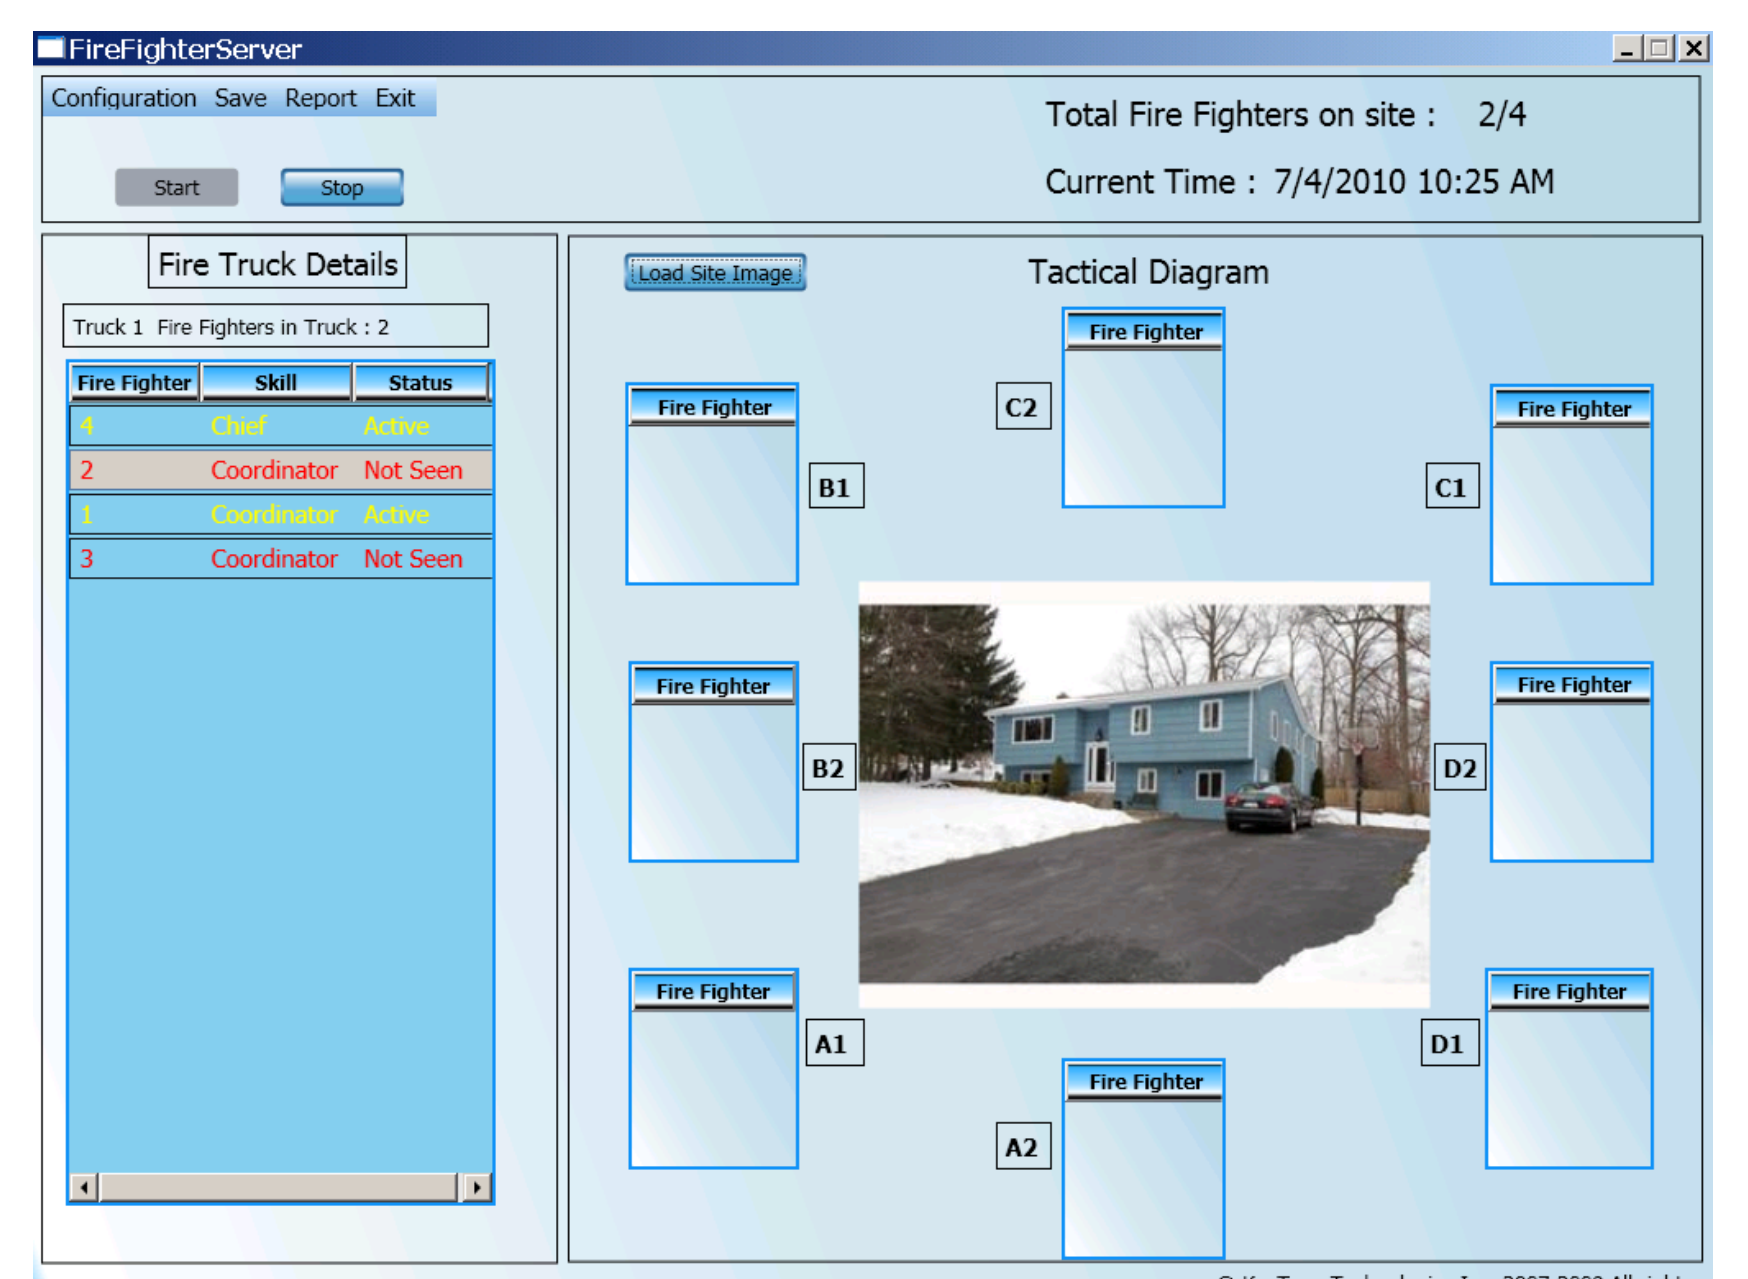 FireFighterServer
Configuration Save Report Exit
Total Fire Fighters on site : 2/4
Start Stop
Current Time : 7/4/2010 10:25 AM
Fire Truck Details
Truck 1 Fire Fighters in Truck : 2
Fire Fighter Skill Status
4 Chief Active
2 Coordinator Not Seen
1 Coordinator Active
3 Coordinator Not Seen
Load Site Image
Tactical Diagram
Fire Fighter
C2
Fire Fighter
B1
Fire Fighter
C1
Fire Fighter
B2
Fire Fighter
D2
Fire Fighter
A1
Fire Fighter
D1
Fire Fighter
A2